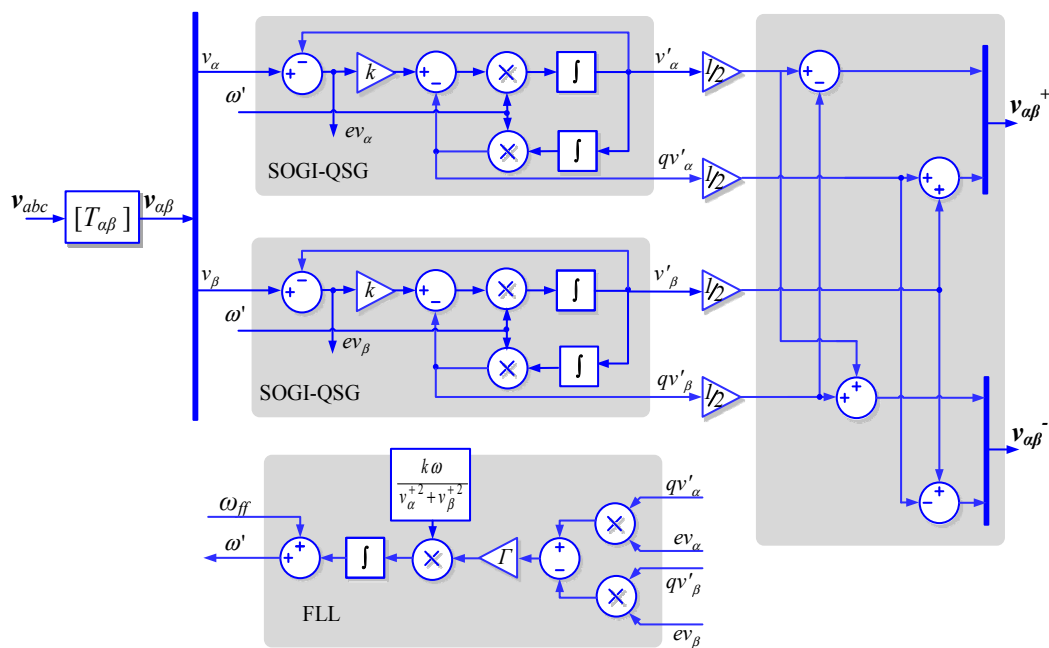 v_α
+
−
k
+
−
×
∫
v'_α
1/2
+
−
ω'
ev_α
×
∫
SOGI-QSG
qv'_α
1/2
+
+
v_αβ^+
v_abc
[T_αβ]
v_αβ
v_β
+
−
k
+
−
×
∫
v'_β
1/2
ω'
ev_β
×
∫
SOGI-QSG
qv'_β
1/2
+
+
v_αβ^-
−
+
ω_ff
kω
v_α^{+2}+v_β^{+2}
qv'_α
×
ev_α
+
+
ω'
∫
×
Γ
+
−
qv'_β
×
ev_β
FLL